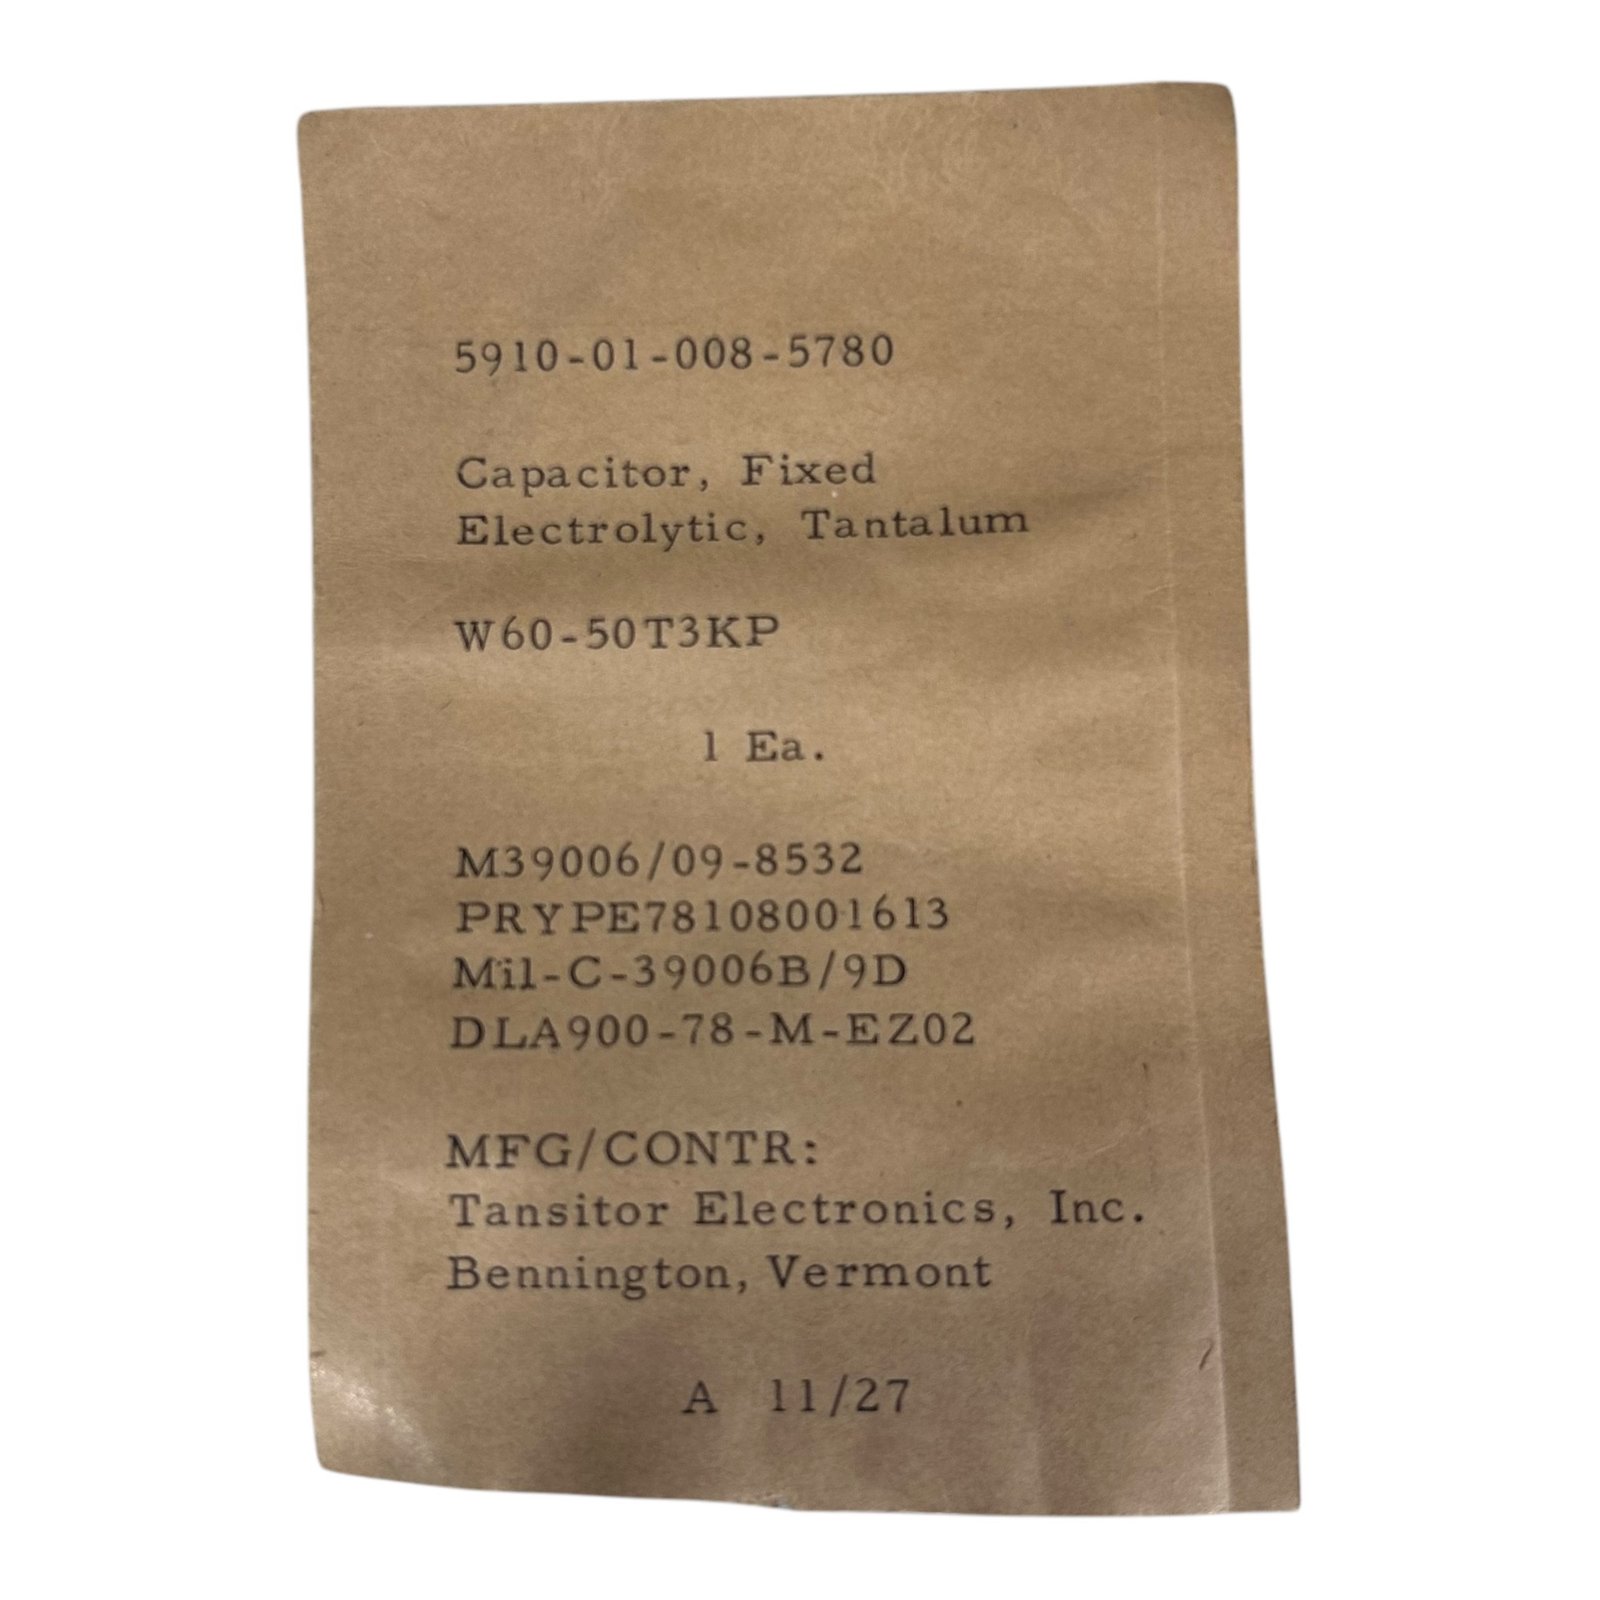 5910-01-008-5780
Capacitor, Fixed
Electrolytic, Tantalum
W60-50T3KP
1 Ea.
M39006/09-8532
PRYPE78108001613
Mil-C-39006B/9D
DLA900-78-M-EZ02
MFG/CONTR:
Tansitor Electronics, Inc.
Bennington, Vermont
A 11/27